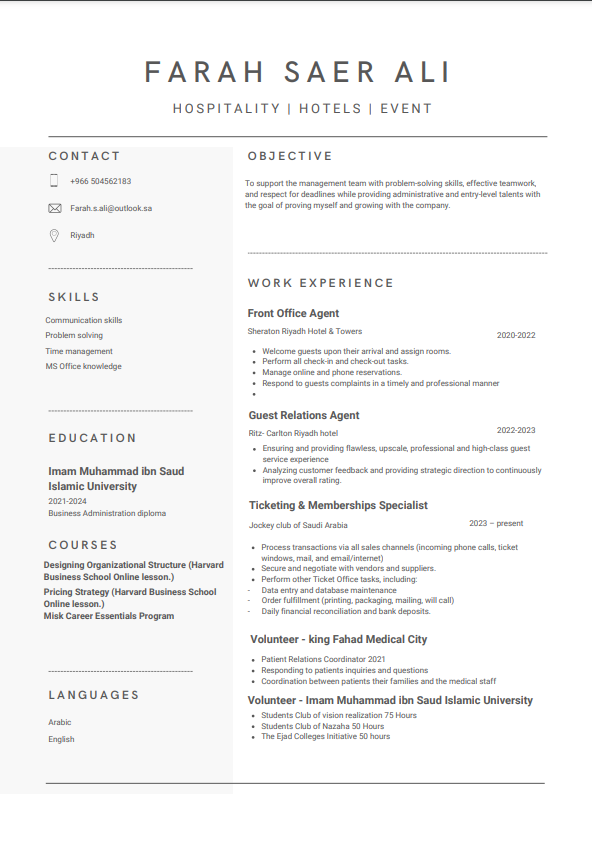 FARAH SAER ALI
HOSPITALITY | HOTELS | EVENT
CONTACT
+966 504562183
Farah.s.ali@outlook.sa
Riyadh
SKILLS
Communication skills
Problem solving
Time management
MS Office knowledge
EDUCATION
Imam Muhammad ibn Saud
Islamic University
2021-2024
Business Administration diploma
COURSES
Designing Organizational Structure (Harvard
Business School Online lesson.)
Pricing Strategy (Harvard Business School
Online lesson.)
Misk Career Essentials Program
LANGUAGES
Arabic
English
OBJECTIVE
To support the management team with problem-solving skills, effective teamwork,
and respect for deadlines while providing administrative and entry-level talents with
the goal of proving myself and growing with the company.
WORK EXPERIENCE
Front Office Agent
Sheraton Riyadh Hotel & Towers
2020-2022
• Welcome guests upon their arrival and assign rooms.
• Perform all check-in and check-out tasks.
• Manage online and phone reservations.
• Respond to guests complaints in a timely and professional manner
•
Guest Relations Agent
Ritz- Carlton Riyadh hotel
2022-2023
• Ensuring and providing flawless, upscale, professional and high-class guest
service experience
• Analyzing customer feedback and providing strategic direction to continuously
improve overall rating.
Ticketing & Memberships Specialist
Jockey club of Saudi Arabia
2023 – present
• Process transactions via all sales channels (incoming phone calls, ticket
windows, mail, and email/internet)
• Secure and negotiate with vendors and suppliers.
• Perform other Ticket Office tasks, including:
- Data entry and database maintenance
- Order fulfillment (printing, packaging, mailing, will call)
- Daily financial reconciliation and bank deposits.
Volunteer - king Fahad Medical City
• Patient Relations Coordinator 2021
• Responding to patients inquiries and questions
• Coordination between patients their families and the medical staff
Volunteer - Imam Muhammad ibn Saud Islamic University
• Students Club of vision realization 75 Hours
• Students Club of Nazaha 50 Hours
• The Ejad Colleges Initiative 50 hours